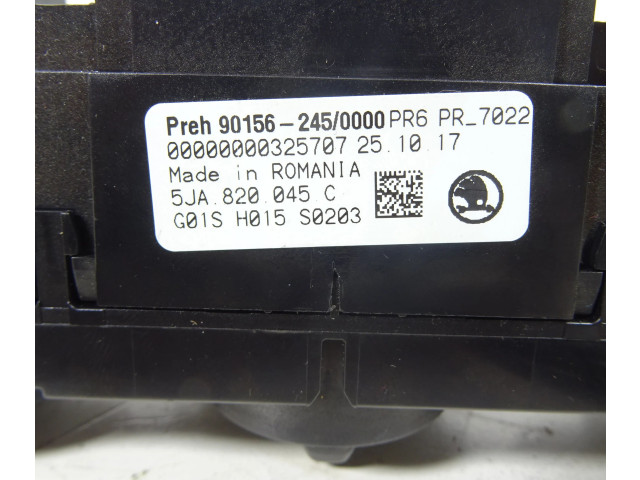 Preh 90156-245/0000 PR6 PR_7022
00000000325707 25.10.17
Made in ROMANIA
5JA.820.045.C
G01S H015 S0203